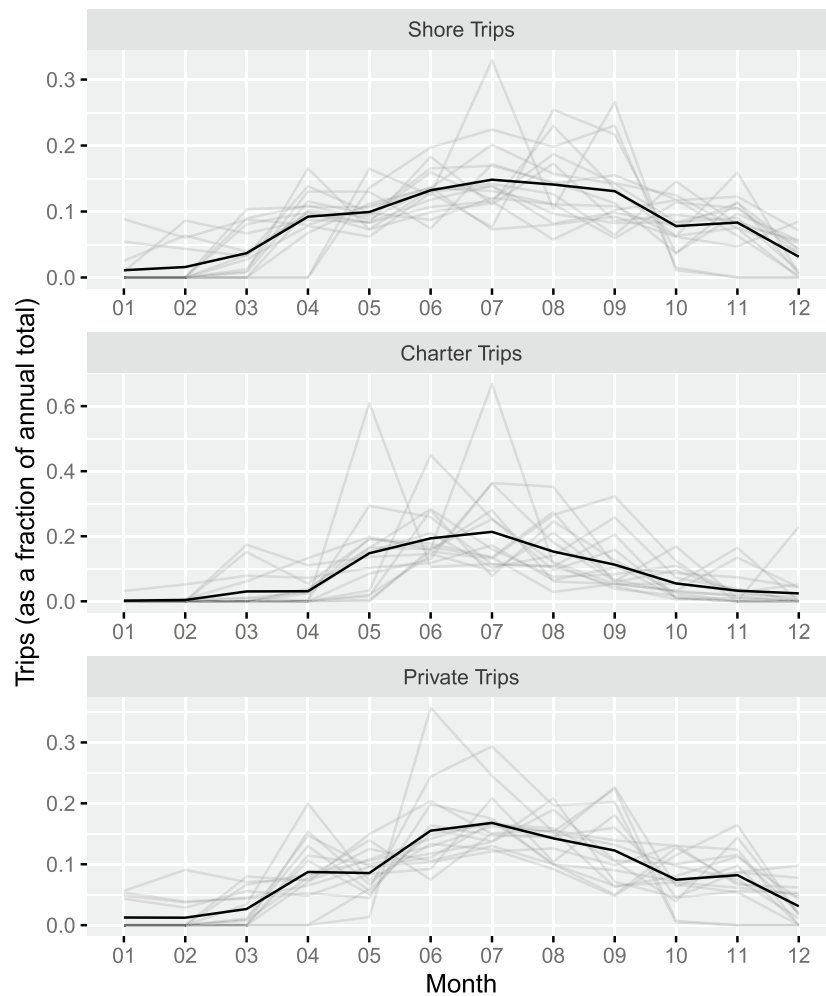 Shore Trips
0.3
0.2
0.1
0.0
01 02 03 04 05 06 07 08 09 10 11 12
Charter Trips
0.6
0.4
0.2
0.0
01 02 03 04 05 06 07 08 09 10 11 12
Trips (as a fraction of annual total)
Private Trips
0.3
0.2
0.1
0.0
01 02 03 04 05 06 07 08 09 10 11 12
Month